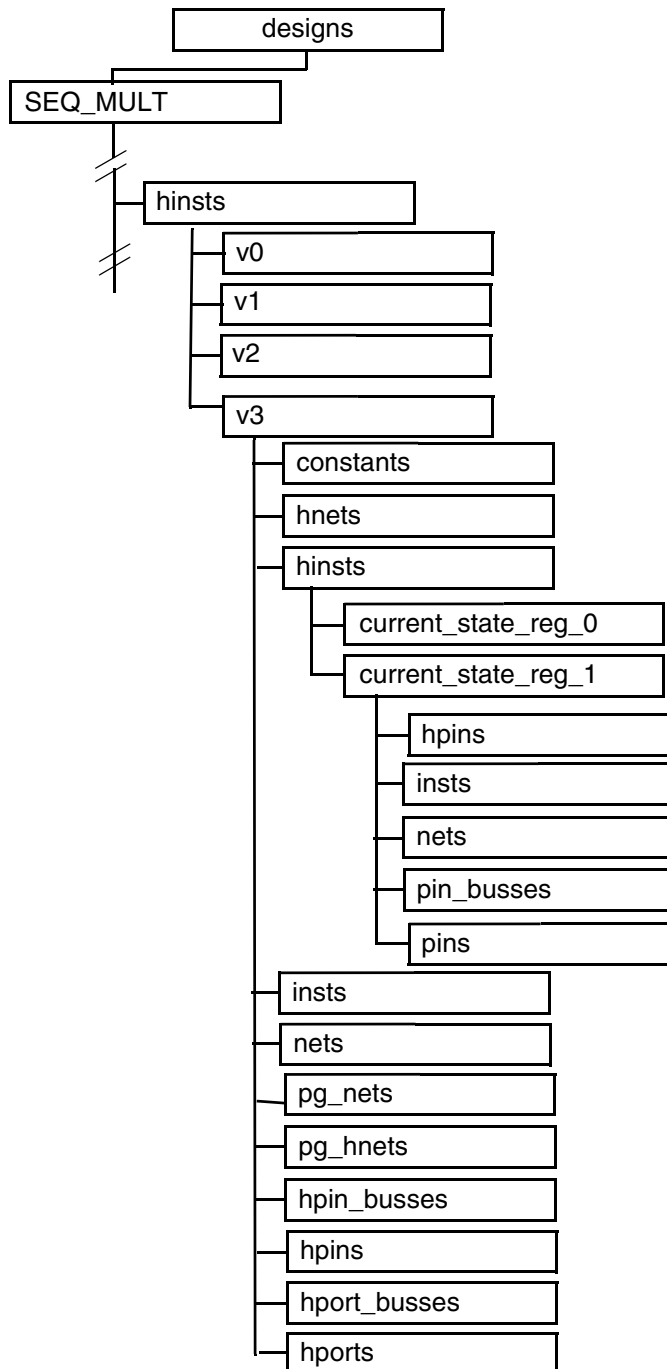 designs
SEQ_MULT
hinsts
v0
v1
v2
v3
constants
hnets
hinsts
current_state_reg_0
current_state_reg_1
hpins
insts
nets
pin_busses
pins
insts
nets
pg_nets
pg_hnets
hpin_busses
hpins
hport_busses
hports